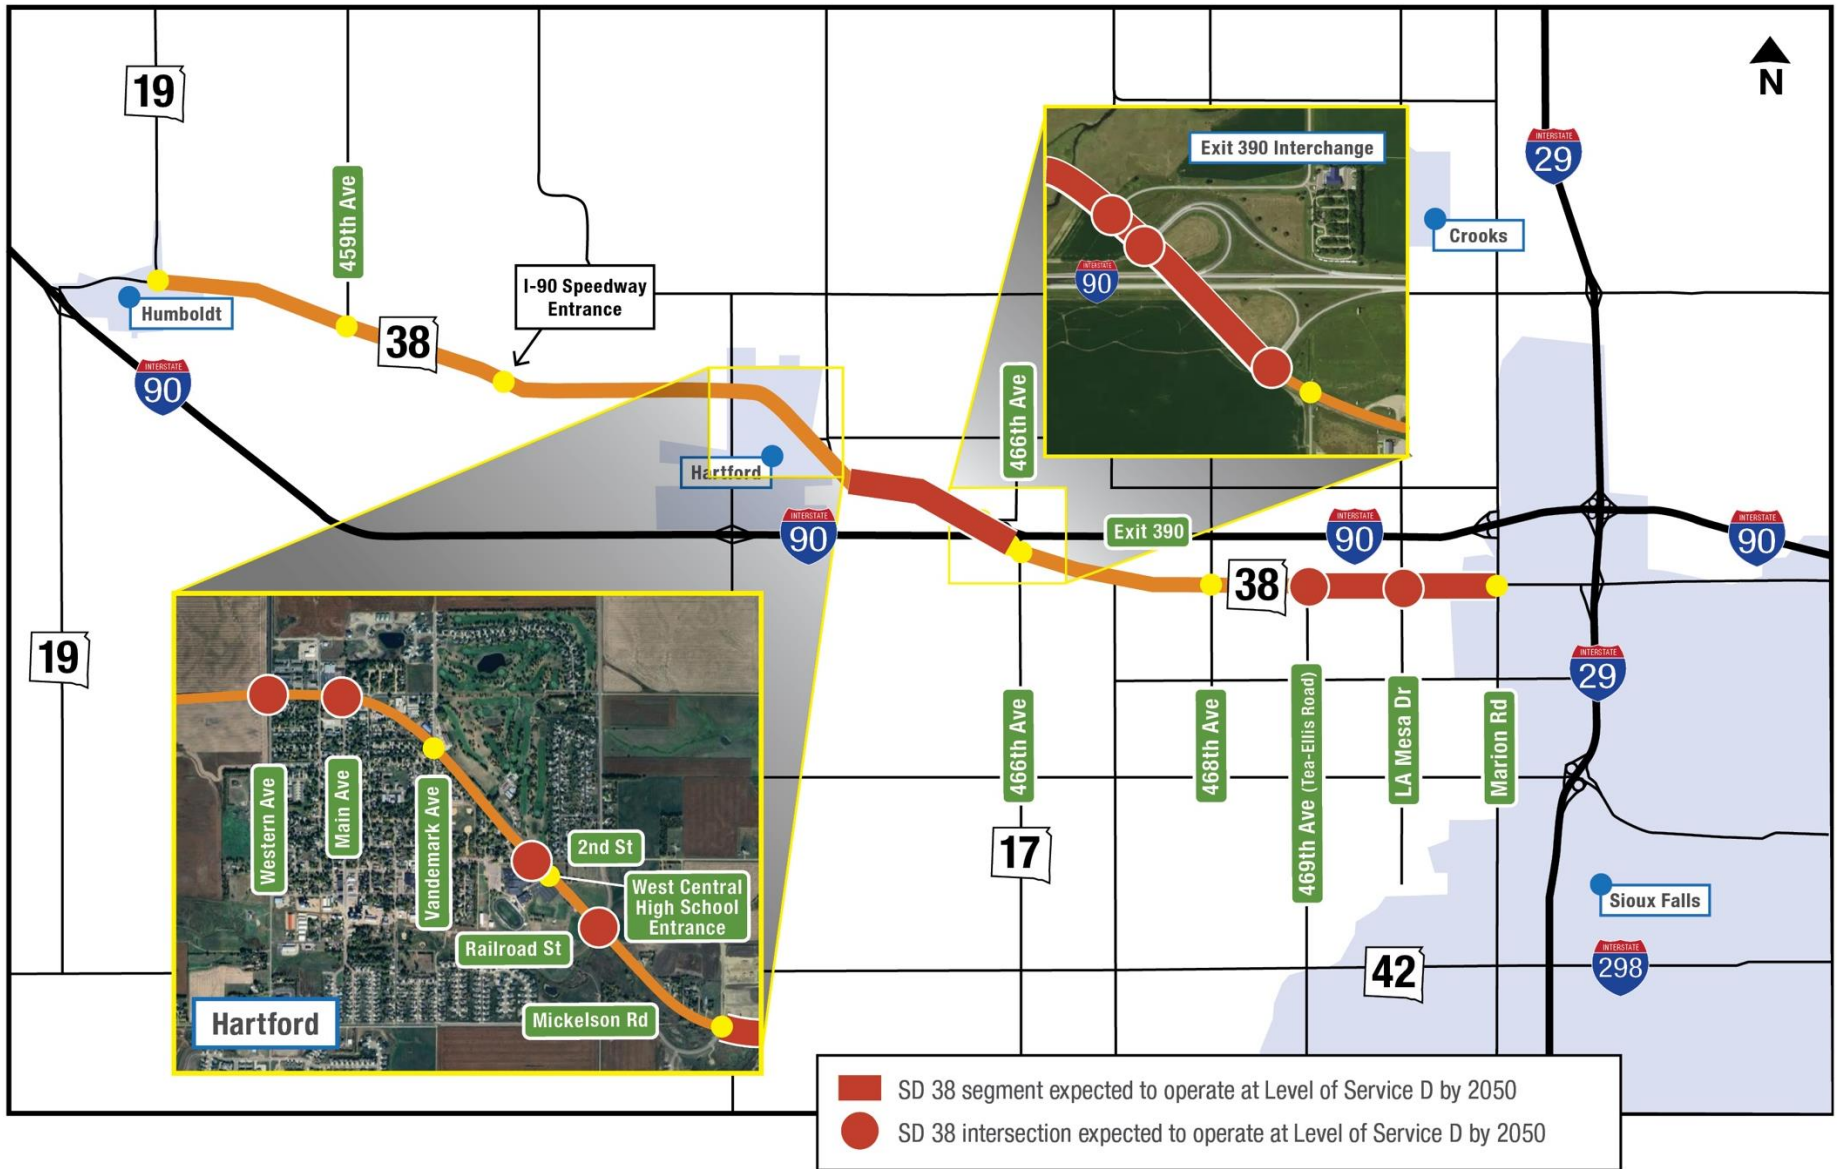 19
N
INTERSTATE
29
Exit 390 Interchange
459th Ave
Crooks
INTERSTATE
90
I-90 Speedway
Entrance
Humboldt
38
INTERSTATE
90
466th Ave
Hartford
INTERSTATE
90
Exit 390
INTERSTATE
90
INTERSTATE
90
38
19
INTERSTATE
29
466th Ave
468th Ave
469th Ave (Tea-Ellis Road)
LA Mesa Dr
Marion Rd
Western Ave
Main Ave
Vandemark Ave
2nd St
West Central
High School
Entrance
Railroad St
Mickelson Rd
Hartford
17
Sioux Falls
42
INTERSTATE
298
SD 38 segment expected to operate at Level of Service D by 2050
SD 38 intersection expected to operate at Level of Service D by 2050